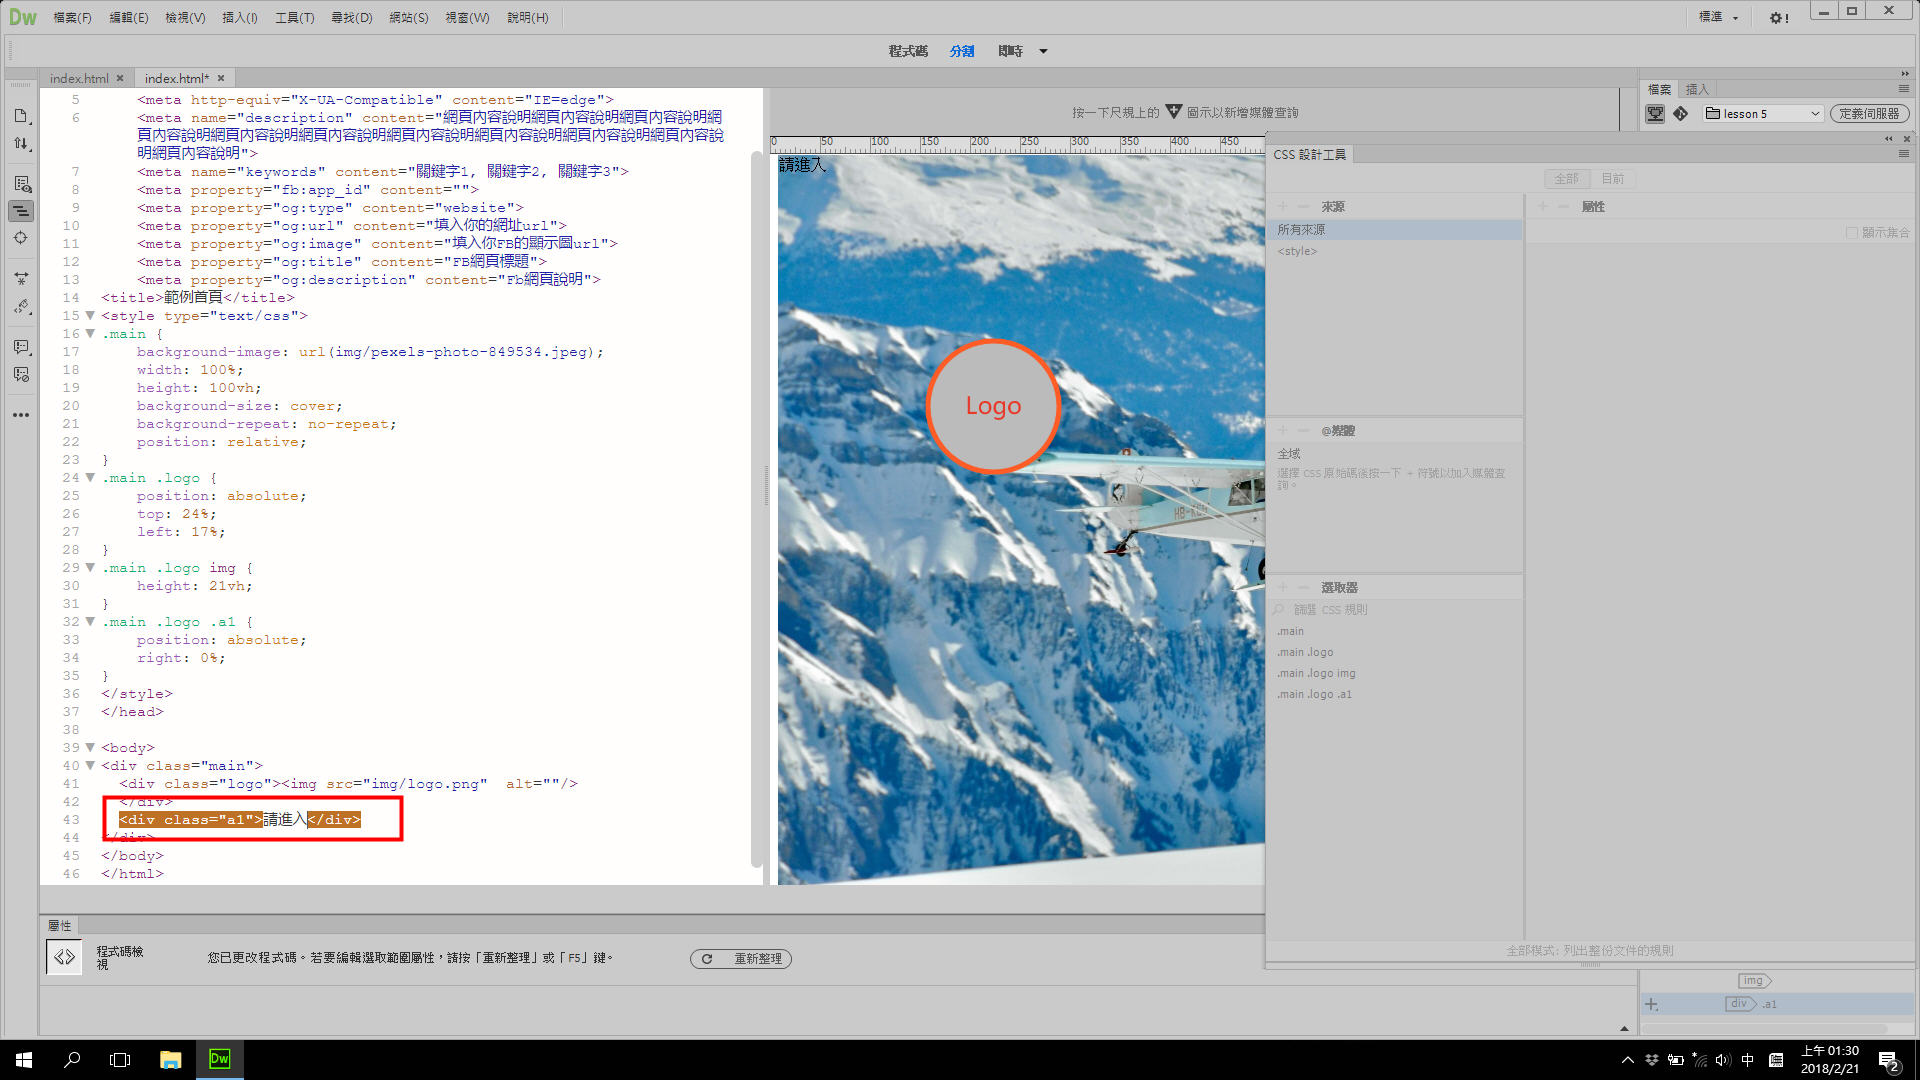 Dw 檔案(F) 編輯(E) 檢視(V) 插入(I) 工具(T) 尋找(D) 網站(S) 視窗(W) 說明(H) 標準 !
程式碼 分割 即時
index.html × index.html* ×
5 <meta http-equiv="X-UA-Compatible" content="IE=edge">
6 <meta name="description" content="網頁內容說明網頁內容說明網頁內容說明網
頁內容說明網頁內容說明網頁內容說明網頁內容說明網頁內容說明網頁內容說明網頁內容說
明網頁內容說明">
7 <meta name="keywords" content="關鍵字1, 關鍵字2, 關鍵字3">
8 <meta property="fb:app_id" content="">
9 <meta property="og:type" content="website">
10 <meta property="og:url" content="填入你的網址url">
11 <meta property="og:image" content="填入你FB的顯示圖url">
12 <meta property="og:title" content="FB網頁標題">
13 <meta property="og:description" content="Fb網頁說明">
14 <title>範例首頁</title>
15 <style type="text/css">
16 .main {
17 background-image: url(img/pexels-photo-849534.jpeg);
18 width: 100%;
19 height: 100vh;
20 background-size: cover;
21 background-repeat: no-repeat;
22 position: relative;
23 }
24 .main .logo {
25 position: absolute;
26 top: 24%;
27 left: 17%;
28 }
29 .main .logo img {
30 height: 21vh;
31 }
32 .main .logo .a1 {
33 position: absolute;
34 right: 0%;
35 }
36 </style>
37 </head>
38
39 <body>
40 <div class="main">
41 <div class="logo"><img src="img/logo.png" alt=""/>
42 </div>
43 <div class="a1">請進入</div>
44 </div>
45 </body>
46 </html>
按一下尺規上的 圖示以新增媒體查詢
0 50 100 150 200 250 300 350 400 450
請進入
Logo
檔案 插入
lesson 5 定義伺服器
CSS 設計工具
全部 目前
來源
所有來源
<style>
屬性
顯示集合
@媒體
全域
選擇 CSS 原始碼後按一下 + 符號以加入媒體查
詢。
選取器
篩選 CSS 規則
.main
.main .logo
.main .logo img
.main .logo .a1
全部模式: 列出整份文件的規則
img
div .a1
屬性
程式碼檢
視
您已更改程式碼。若要編輯選取範圍屬性，請按「重新整理」或「F5」鍵。
重新整理
Dw
中
上午 01:30
2018/2/21
2